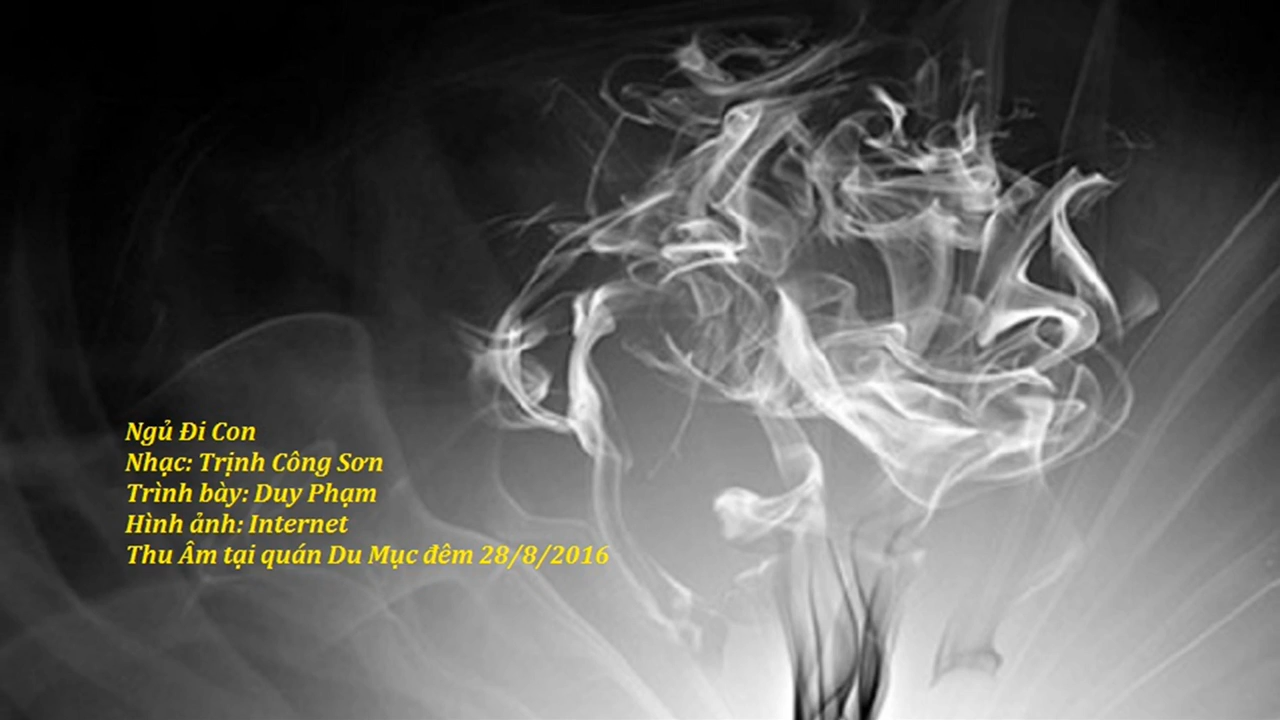 Ngủ Đi Con
Nhạc: Trịnh Công Sơn
Trình bày: Duy Phạm
Hình ảnh: Internet
Thu Âm tại quán Du Mục đêm 28/8/2016